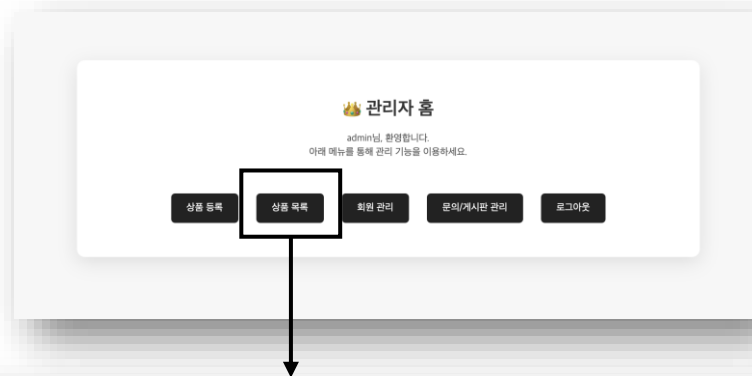 👑 관리자 홈
admin님, 환영합니다.
아래 메뉴를 통해 관리 기능을 이용하세요.
상품 등록 상품 목록 회원 관리 문의/게시판 관리 로그아웃